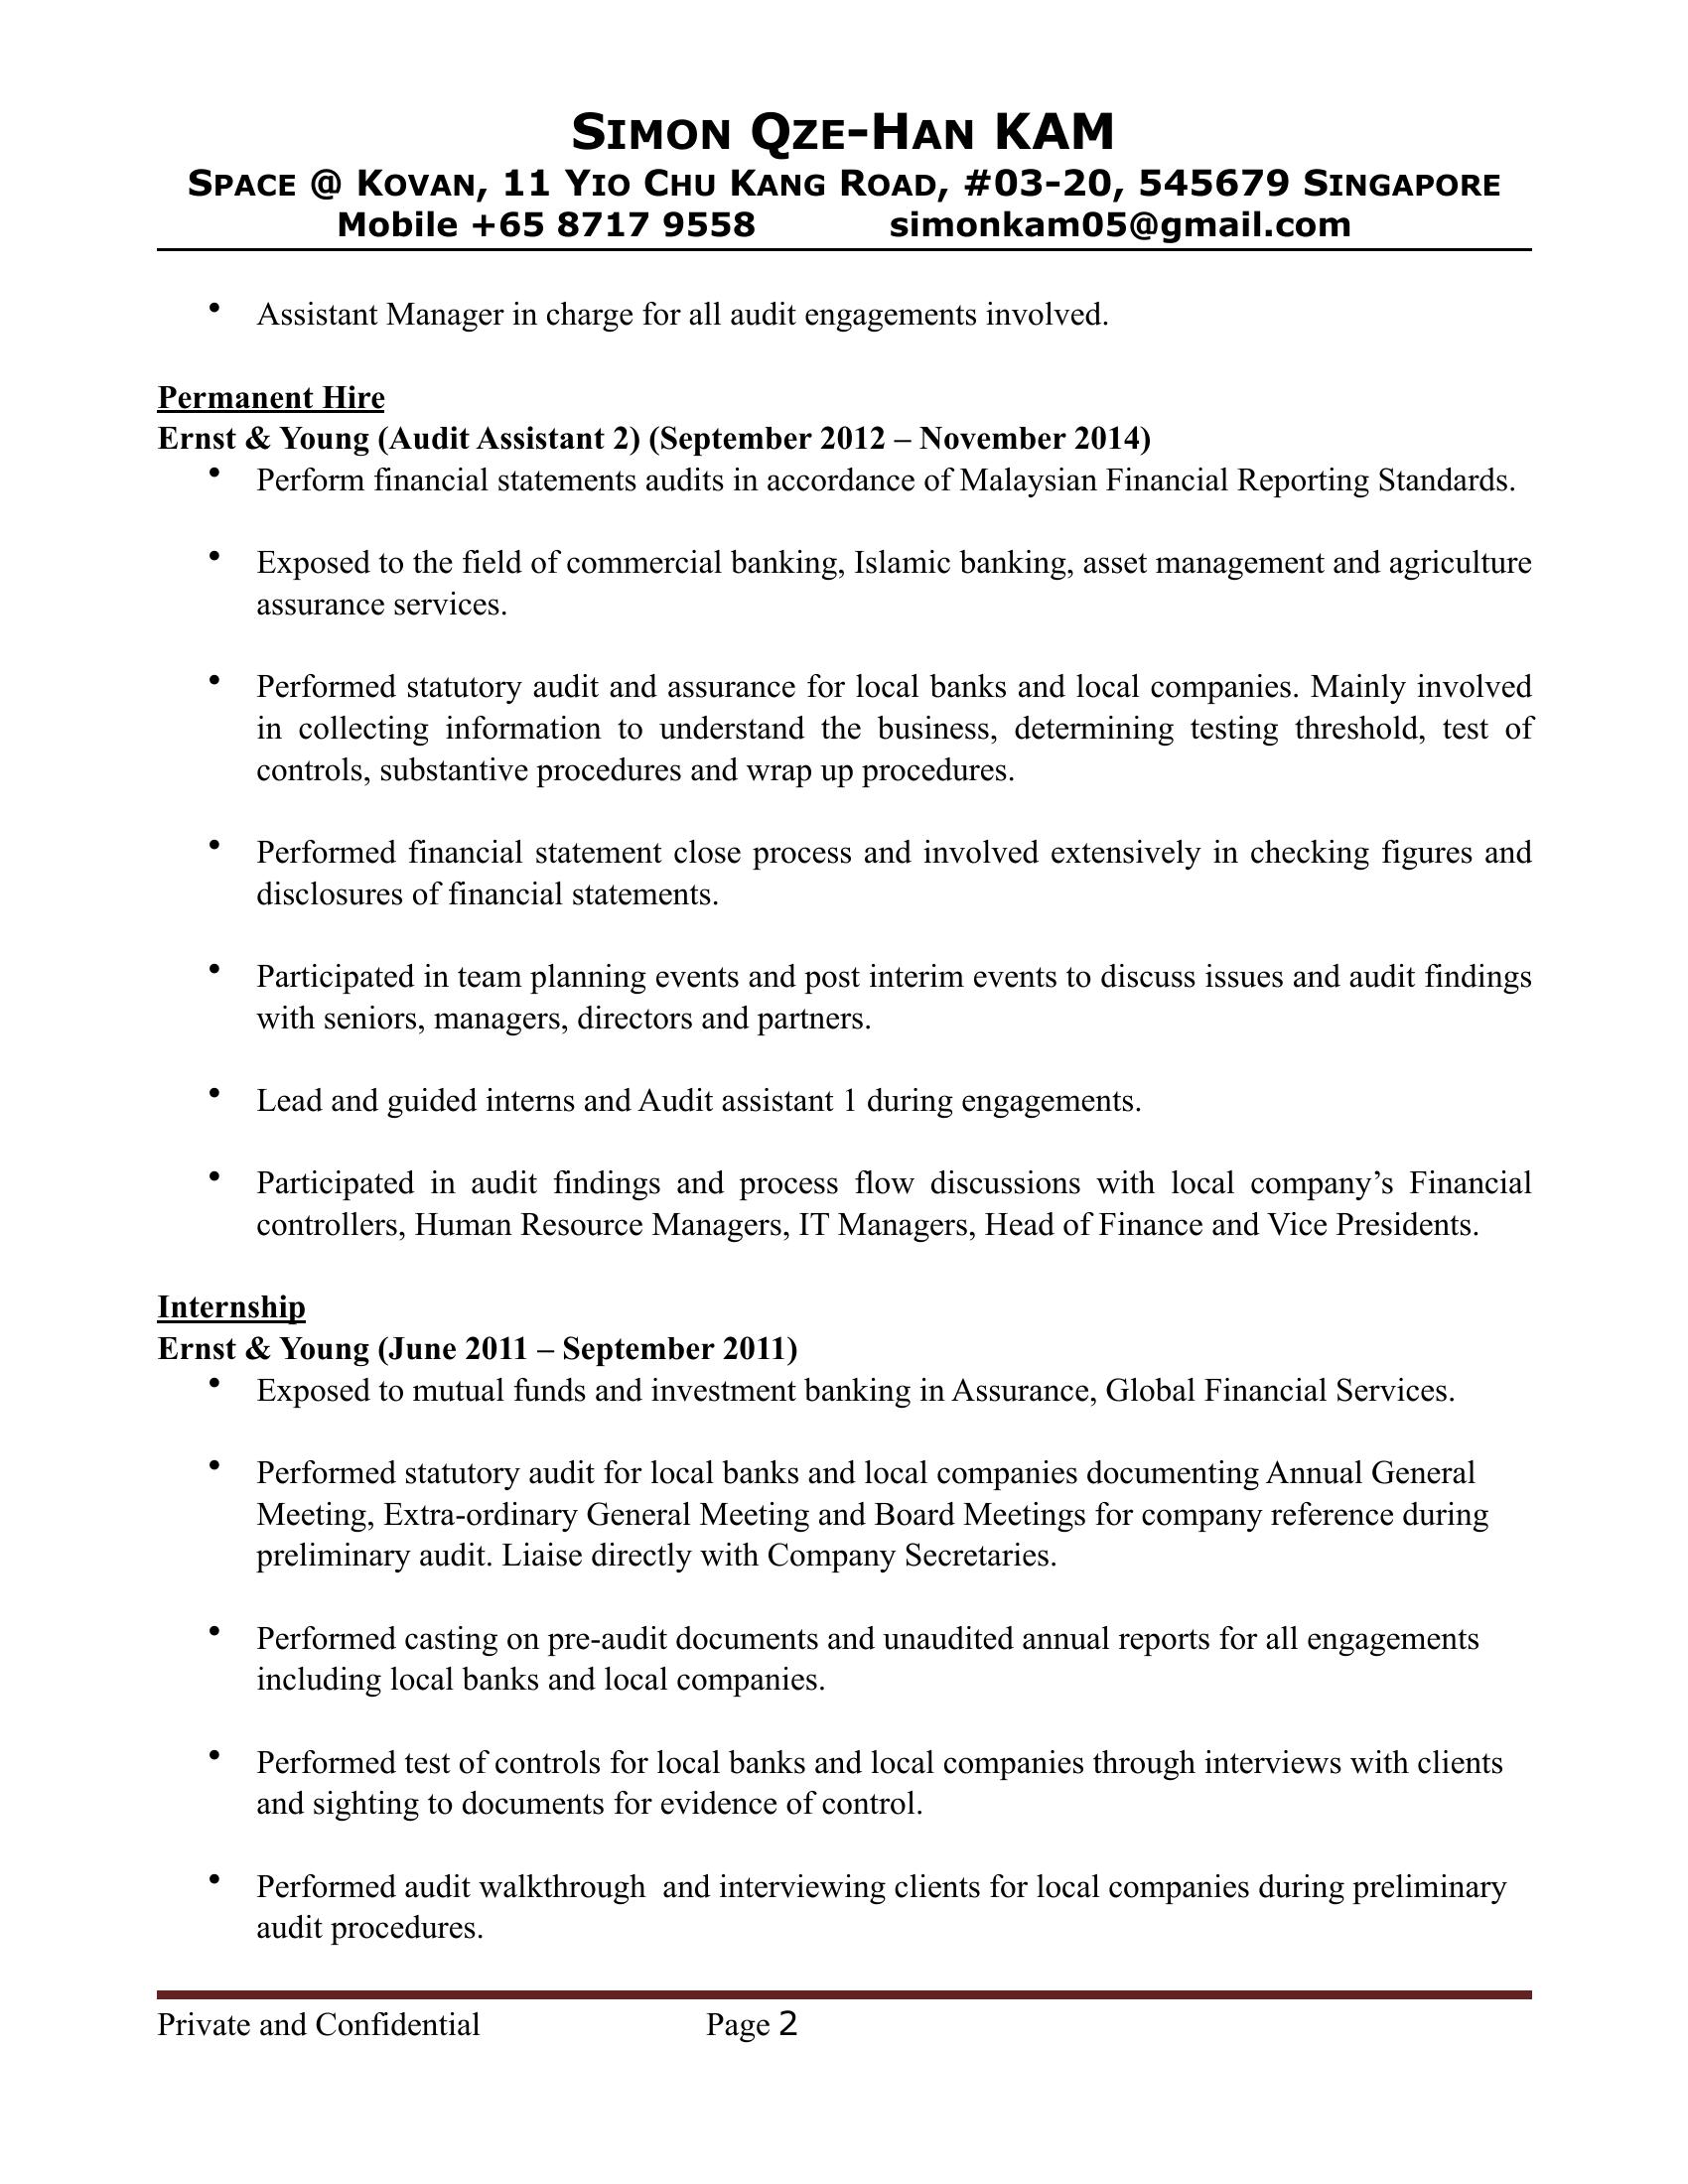 SIMON QZE-HAN KAM
SPACE @ KOVAN, 11 YIO CHU KANG ROAD, #03-20, 545679 SINGAPORE
Mobile +65 8717 9558 simonkam05@gmail.com
• Assistant Manager in charge for all audit engagements involved.
Permanent Hire
Ernst & Young (Audit Assistant 2) (September 2012 – November 2014)
• Perform financial statements audits in accordance of Malaysian Financial Reporting Standards.
• Exposed to the field of commercial banking, Islamic banking, asset management and agriculture
assurance services.
• Performed statutory audit and assurance for local banks and local companies. Mainly involved
in collecting information to understand the business, determining testing threshold, test of
controls, substantive procedures and wrap up procedures.
• Performed financial statement close process and involved extensively in checking figures and
disclosures of financial statements.
• Participated in team planning events and post interim events to discuss issues and audit findings
with seniors, managers, directors and partners.
• Lead and guided interns and Audit assistant 1 during engagements.
• Participated in audit findings and process flow discussions with local company’s Financial
controllers, Human Resource Managers, IT Managers, Head of Finance and Vice Presidents.
Internship
Ernst & Young (June 2011 – September 2011)
• Exposed to mutual funds and investment banking in Assurance, Global Financial Services.
• Performed statutory audit for local banks and local companies documenting Annual General
Meeting, Extra-ordinary General Meeting and Board Meetings for company reference during
preliminary audit. Liaise directly with Company Secretaries.
• Performed casting on pre-audit documents and unaudited annual reports for all engagements
including local banks and local companies.
• Performed test of controls for local banks and local companies through interviews with clients
and sighting to documents for evidence of control.
• Performed audit walkthrough  and interviewing clients for local companies during preliminary
audit procedures.
Private and Confidential Page 2